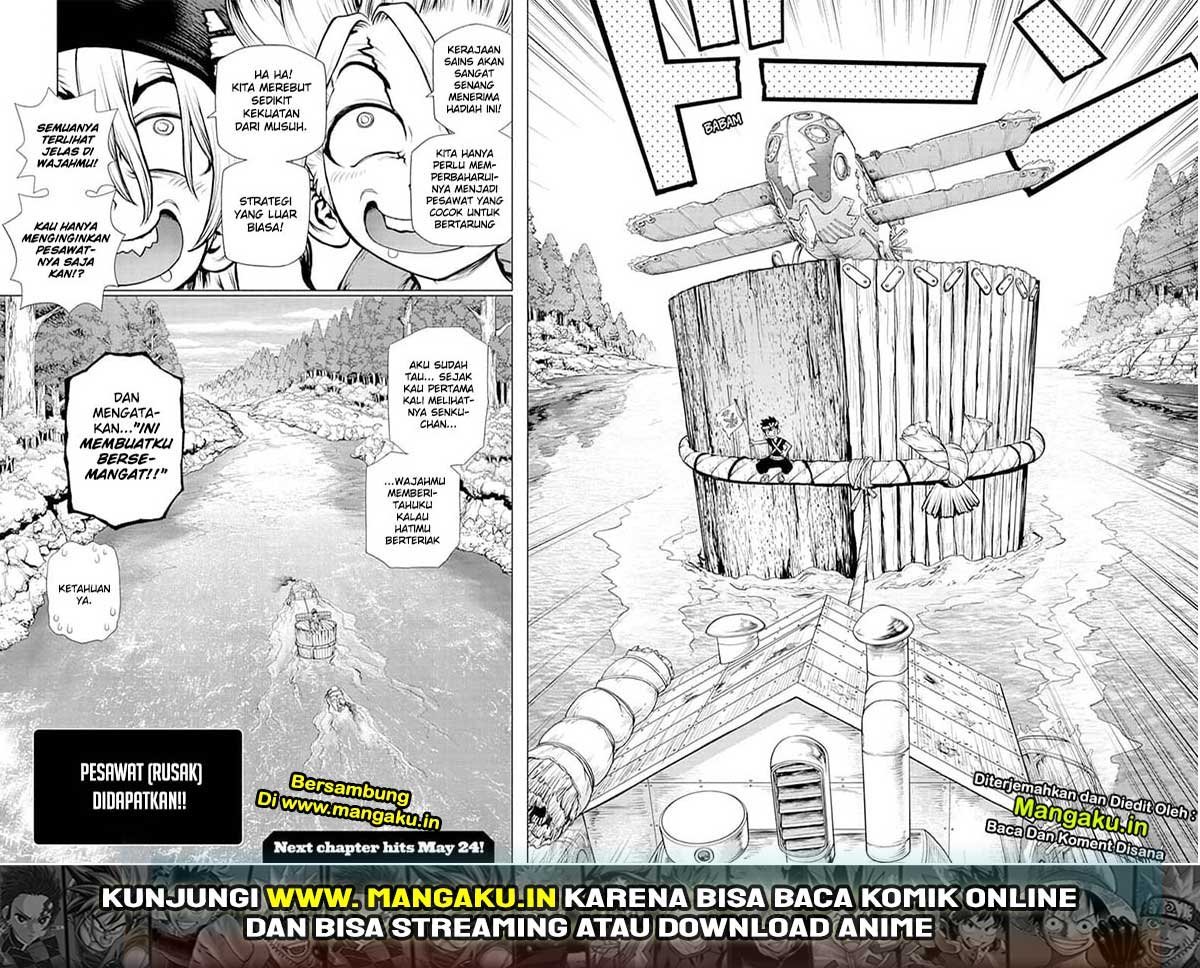 BABAM
KERAJAAN
SAINS AKAN
SANGAT
SENANG
MENERIMA
HADIAH INI!
KITA HANYA
PERLU MEM-
PERBAHARUI-
NYA MENJADI
PESAWAT YANG
COCOK UNTUK
BERTARUNG
HA HA!
KITA MEREBUT
SEDIKIT
KEKUATAN
DARI MUSUH.
STRATEGI
YANG LUAR
BIASA!
SEMUANYA
TERLIHAT
JELAS DI
WAJAHMU!
KAU HANYA
MENGINGINKAN
PESAWAT-
NYA SAJA
KAN!?
AKU SUDAH
TAU... SEJAK
KAU PERTAMA
KALI MELIHAT-
NYA SENKU-
CHAN...
...WAJAHMU
MEMBERI-
TAHUKU
KALAU
HATIMU
BERTERIAK
DAN
MENGATA-
KAN..."INI
MEMBUATKU
BERSE-
MANGAT!!"
KETAHUAN
YA.
PESAWAT (RUSAK)
DIDAPATKAN!!
Bersambung
Di www.mangaku.in
Next chapter hits May 24!
Diterjemahkan dan Diedit Oleh :
Mangaku.in
Baca Dan Koment Disana
KUNJUNGI WWW. MANGAKU.IN KARENA BISA BACA KOMIK ONLINE
DAN BISA STREAMING ATAU DOWNLOAD ANIME